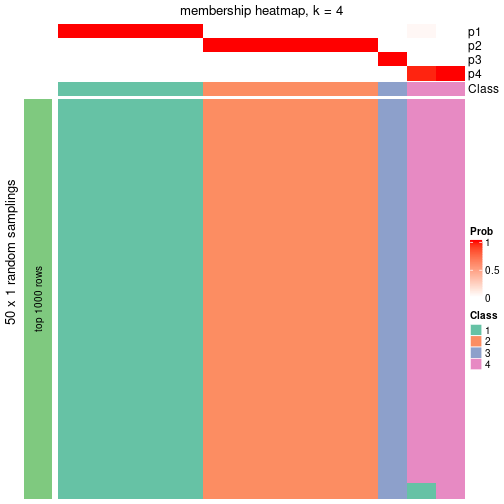 membership heatmap, k = 4
p1
p2
p3
p4
Class
50 x 1 random samplings
top 1000 rows
Prob
1
0.5
0
Class
1
2
3
4